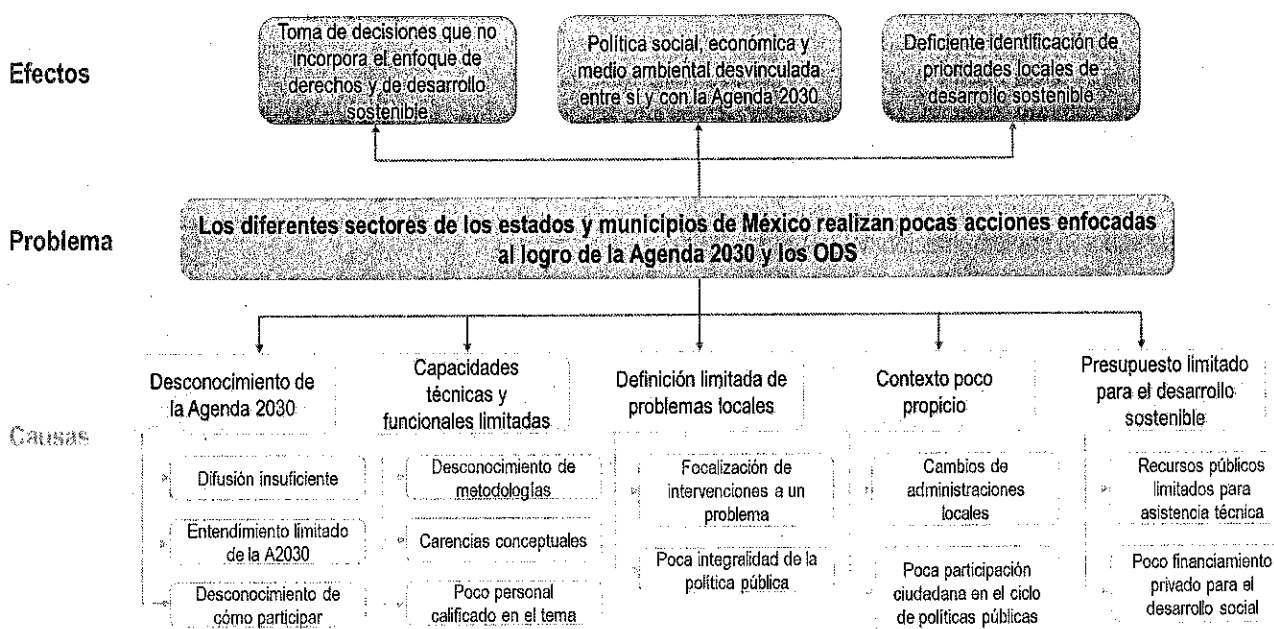 Efectos
Toma de decisiones que no
incorpora el enfoque de
derechos y de desarrollo
sostenible
Política social, económica y
medio ambiental desvinculada
entre sí y con la Agenda 2030
Deficiente identificación de
prioridades locales de
desarrollo sostenible
Problema
Los diferentes sectores de los estados y municipios de México realizan pocas acciones enfocadas
al logro de la Agenda 2030 y los ODS
Causas
Desconocimiento de
la Agenda 2030
Difusión insuficiente
Entendimiento limitado
de la A2030
Desconocimiento de
cómo participar
Capacidades
técnicas y
funcionales limitadas
Desconocimiento de
metodologías
Carencias conceptuales
Poco personal
calificado en el tema
Definición limitada de
problemas locales
Focalización de
intervenciones a un
problema
Poca integralidad de la
política pública
Contexto poco
propicio
Cambios de
administraciones
locales
Poca participación
ciudadana en el ciclo
de políticas públicas
Presupuesto limitado
para el desarrollo
sostenible
Recursos públicos
limitados para
asistencia técnica
Poco financiamiento
privado para el
desarrollo social